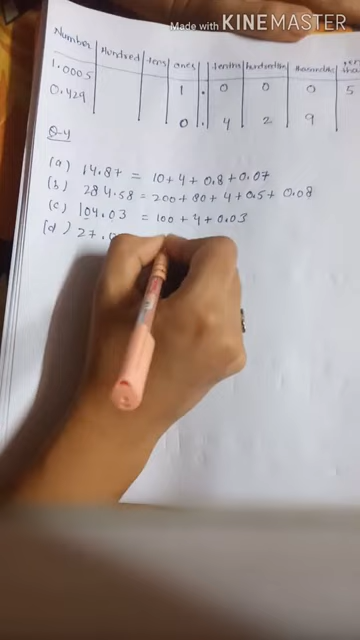 Made with KINEMASTER
Number Hundred tens ones . tenths hundredths thousandths
1.0005 1 . 0 0 0 5
0.429 0 . 4 2 9
Q-4
(a) 14.87 = 10+4+0.8+0.07
(b) 284.58 = 200+80+4+0.5+0.08
(c) 104.03 = 100+4+0.03
(d) 27.0